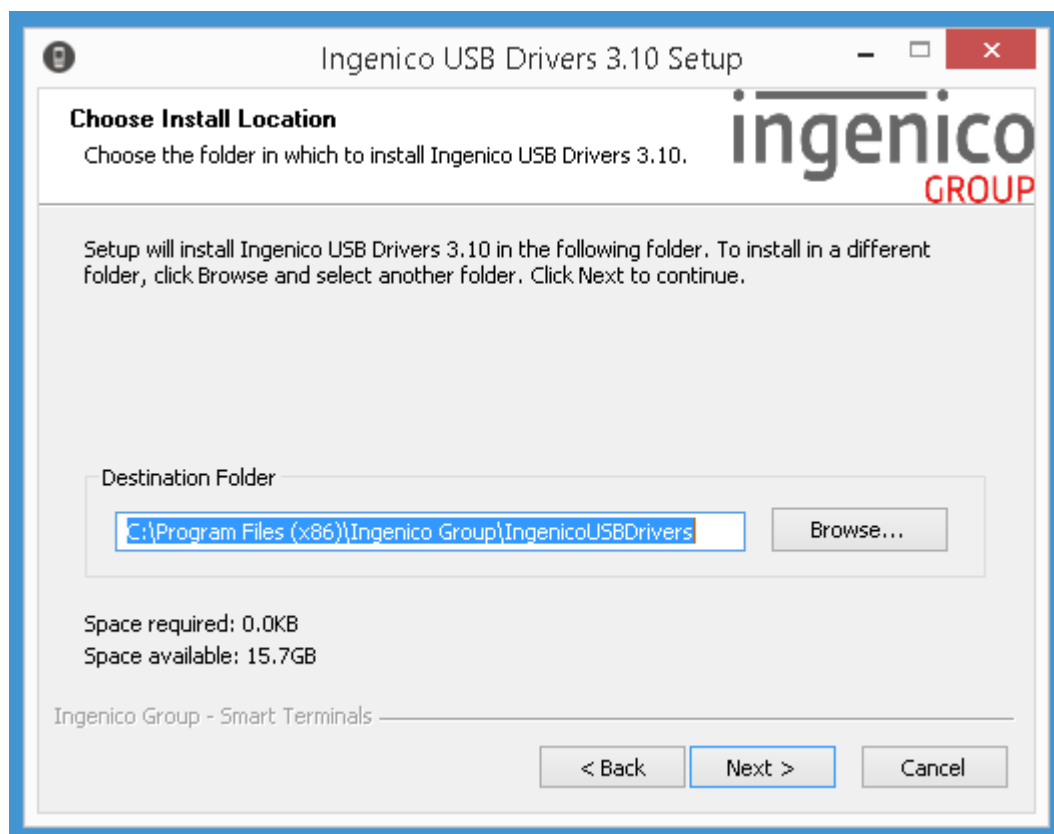 Ingenico USB Drivers 3.10 Setup
Choose Install Location
Choose the folder in which to install Ingenico USB Drivers 3.10.
ingenico
GROUP
Setup will install Ingenico USB Drivers 3.10 in the following folder. To install in a different
folder, click Browse and select another folder. Click Next to continue.
Destination Folder
C:\Program Files (x86)\Ingenico Group\IngenicoUSBDrivers
Browse...
Space required: 0.0KB
Space available: 15.7GB
Ingenico Group - Smart Terminals
< Back
Next >
Cancel